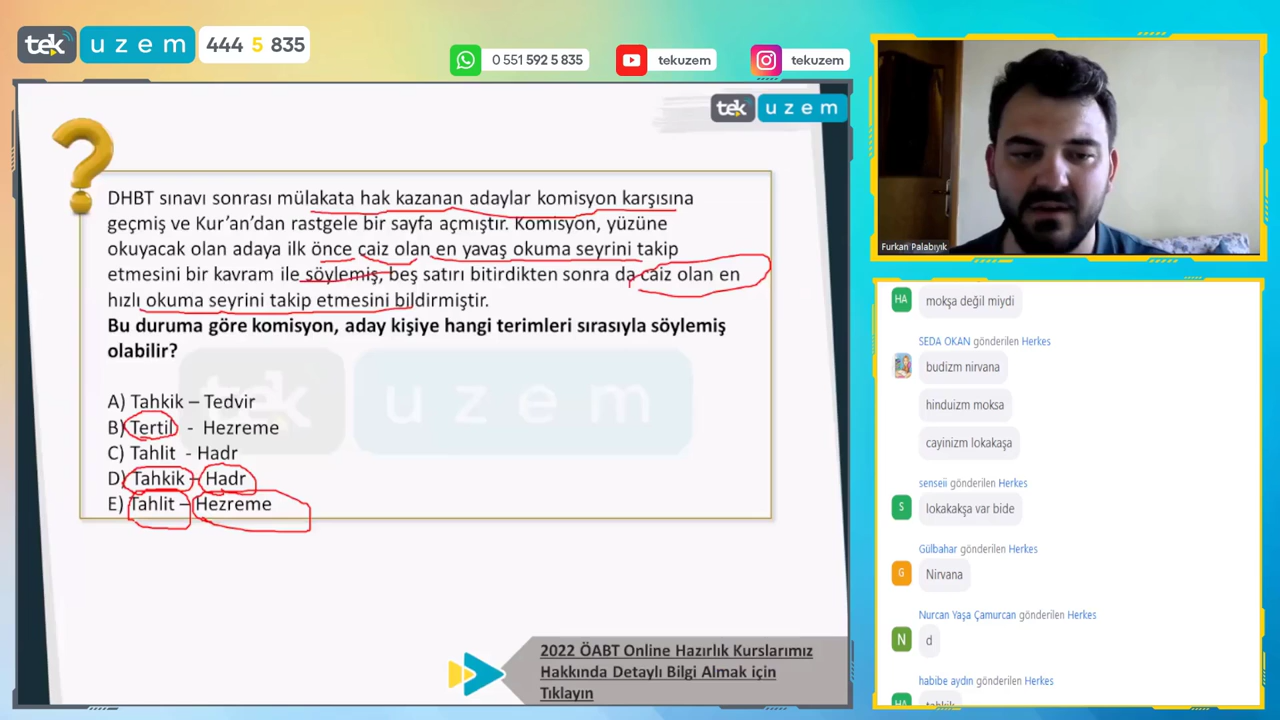 tek uzem 444 5 835
0 551 592 5 835
tekuzem
tekuzem
tek uzem
DHBT sınavı sonrası mülakata hak kazanan adaylar komisyon karşısına
geçmiş ve Kur’an’dan rastgele bir sayfa açmıştır. Komisyon, yüzüne
okuyacak olan adaya ilk önce caiz olan en yavaş okuma seyrini takip
etmesini bir kavram ile söylemiş, beş satırı bitirdikten sonra da caiz olan en
hızlı okuma seyrini takip etmesini bildirmiştir.
Bu duruma göre komisyon, aday kişiye hangi terimleri sırasıyla söylemiş
olabilir?
tek uzem
A) Tahkik – Tedvir
B) Tertil - Hezreme
C) Tahlit - Hadr
D) Tahkik – Hadr
E) Tahlit – Hezreme
2022 ÖABT Online Hazırlık Kurslarımız
Hakkında Detaylı Bilgi Almak için
Tıklayın
Furkan Palabıyık
HA
mokşa değil miydi
SEDA OKAN gönderilen Herkes
budizm nirvana
hinduizm moksa
cayinizm lokakaşa
senseii gönderilen Herkes
S
lokakakşa var bide
Gülbahar gönderilen Herkes
G
Nirvana
Nurcan Yaşa Çamurcan gönderilen Herkes
N
d
habibe aydın gönderilen Herkes
HA
tahkik